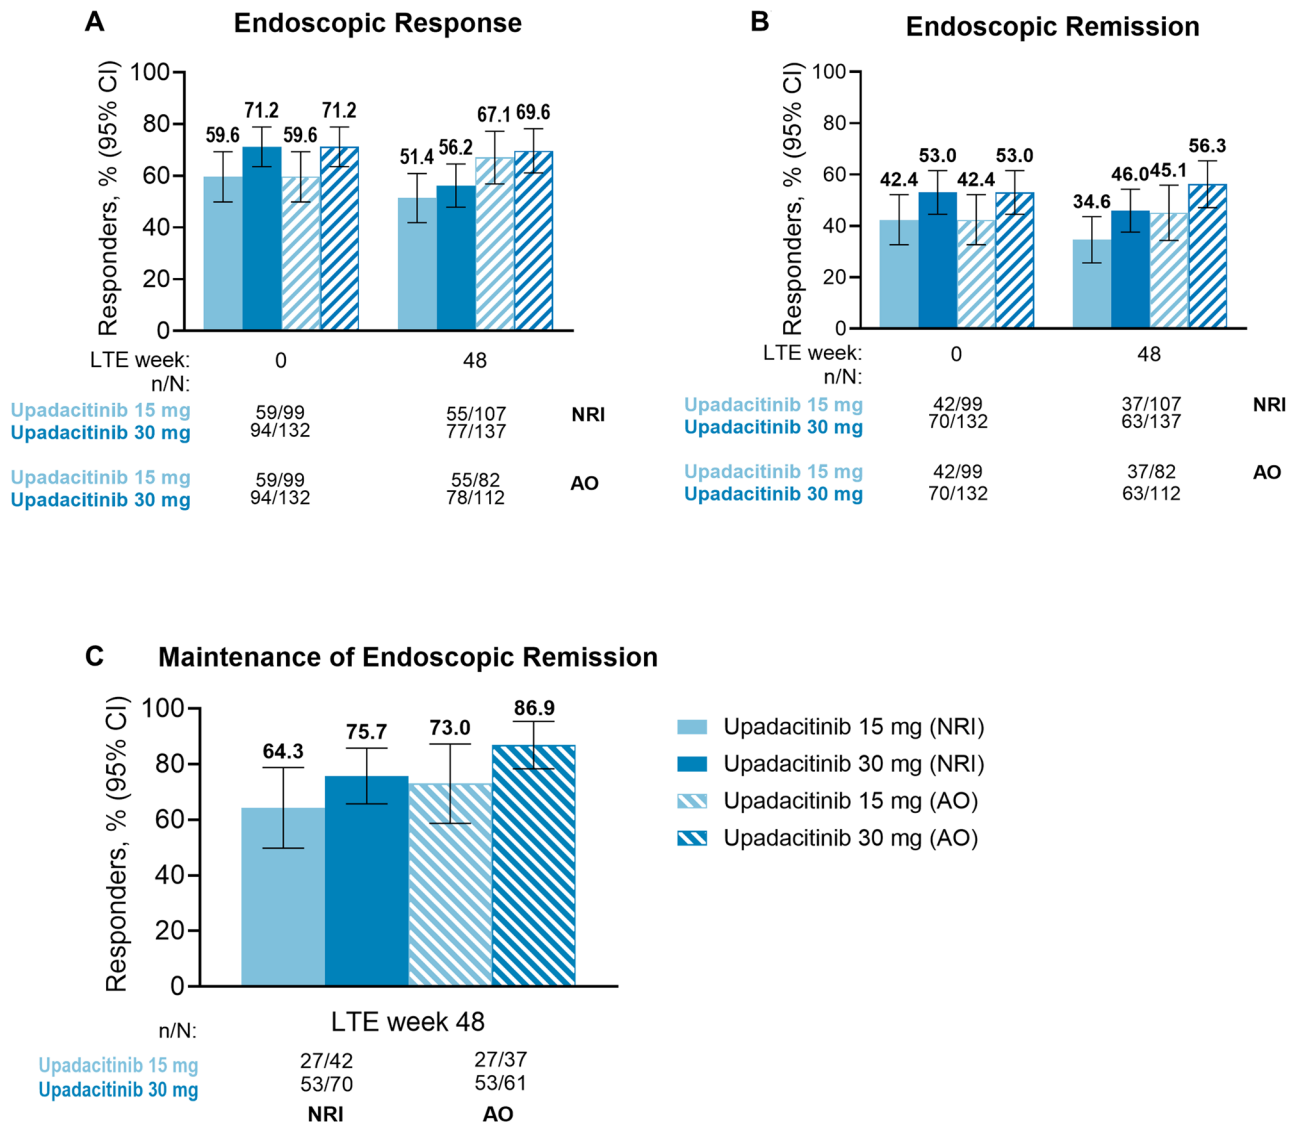 A Endoscopic Response
Responders, % (95% CI)
100
80
60
40
20
0
59.6 71.2 59.6 71.2
51.4 56.2 67.1 69.6
LTE week: 0 48
n/N:
Upadacitinib 15 mg 59/99 55/107 NRI
Upadacitinib 30 mg 94/132 77/137
Upadacitinib 15 mg 59/99 55/82 AO
Upadacitinib 30 mg 94/132 78/112
B Endoscopic Remission
Responders, % (95% CI)
100
80
60
40
20
0
42.4 53.0 42.4 53.0
34.6 46.0 45.1 56.3
LTE week: 0 48
n/N:
Upadacitinib 15 mg 42/99 37/107 NRI
Upadacitinib 30 mg 70/132 63/137
Upadacitinib 15 mg 42/99 37/82 AO
Upadacitinib 30 mg 70/132 63/112
C Maintenance of Endoscopic Remission
Responders, % (95% CI)
100
80
60
40
20
0
64.3 75.7 73.0 86.9
LTE week 48
n/N:
Upadacitinib 15 mg 27/42 27/37
Upadacitinib 30 mg 53/70 53/61
NRI AO
Upadacitinib 15 mg (NRI)
Upadacitinib 30 mg (NRI)
Upadacitinib 15 mg (AO)
Upadacitinib 30 mg (AO)